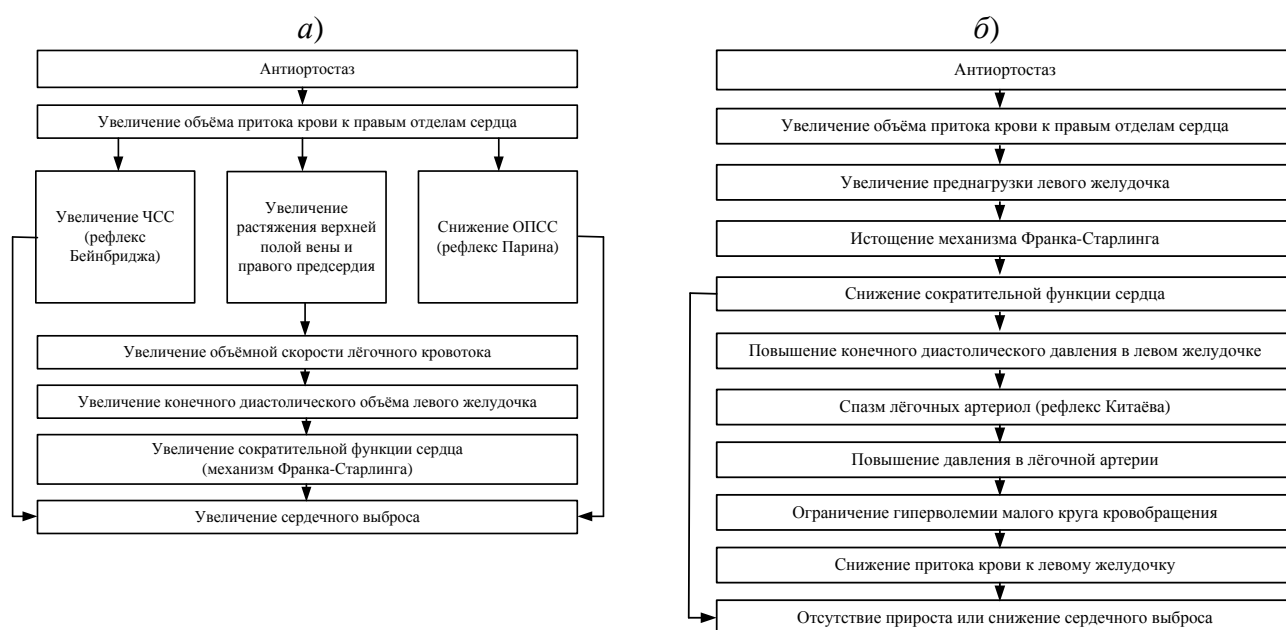 а)
Антиортостаз
Увеличение объёма притока крови к правым отделам сердца
Увеличение ЧСС
(рефлекс
Бейнбриджа)
Увеличение
растяжения верхней
полой вены и
правого предсердия
Снижение ОПСС
(рефлекс Парина)
Увеличение объёмной скорости лёгочного кровотока
Увеличение конечного диастолического объёма левого желудочка
Увеличение сократительной функции сердца
(механизм Франка-Старлинга)
Увеличение сердечного выброса
б)
Антиортостаз
Увеличение объёма притока крови к правым отделам сердца
Увеличение преднагрузки левого желудочка
Истощение механизма Франка-Старлинга
Снижение сократительной функции сердца
Повышение конечного диастолического давления в левом желудочке
Спазм лёгочных артериол (рефлекс Китаёва)
Повышение давления в лёгочной артерии
Ограничение гиперволемии малого круга кровобращения
Снижение притока крови к левому желудочку
Отсутствие прироста или снижение сердечного выброса